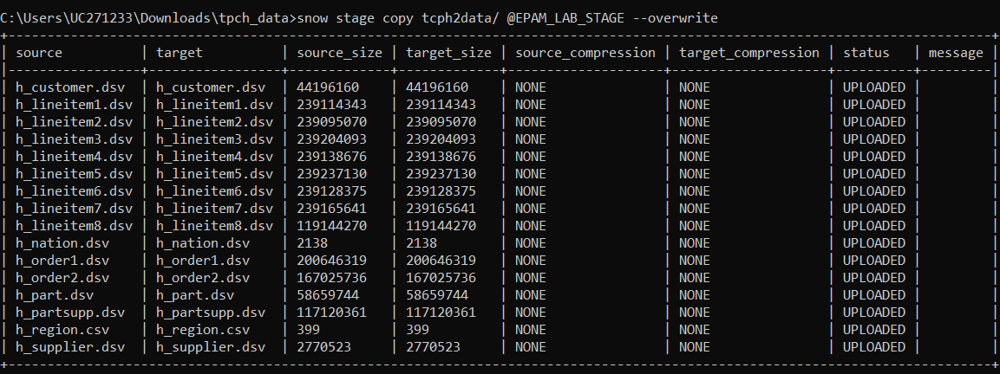 C:\Users\UC271233\Downloads\tpch_data>snow stage copy tcph2data/ @EPAM_LAB_STAGE --overwrite
+--------------------------------------------------------------------------------------------------------------------------------+
| source | target | source_size | target_size | source_compression | target_compression | status | message |
|-----------------+-----------------+-------------+-------------+--------------------+--------------------+----------+---------|
| h_customer.dsv | h_customer.dsv | 44196160 | 44196160 | NONE | NONE | UPLOADED | |
| h_lineitem1.dsv | h_lineitem1.dsv | 239114343 | 239114343 | NONE | NONE | UPLOADED | |
| h_lineitem2.dsv | h_lineitem2.dsv | 239095070 | 239095070 | NONE | NONE | UPLOADED | |
| h_lineitem3.dsv | h_lineitem3.dsv | 239204093 | 239204093 | NONE | NONE | UPLOADED | |
| h_lineitem4.dsv | h_lineitem4.dsv | 239138676 | 239138676 | NONE | NONE | UPLOADED | |
| h_lineitem5.dsv | h_lineitem5.dsv | 239237130 | 239237130 | NONE | NONE | UPLOADED | |
| h_lineitem6.dsv | h_lineitem6.dsv | 239128375 | 239128375 | NONE | NONE | UPLOADED | |
| h_lineitem7.dsv | h_lineitem7.dsv | 239165641 | 239165641 | NONE | NONE | UPLOADED | |
| h_lineitem8.dsv | h_lineitem8.dsv | 119144270 | 119144270 | NONE | NONE | UPLOADED | |
| h_nation.dsv | h_nation.dsv | 2138 | 2138 | NONE | NONE | UPLOADED | |
| h_order1.dsv | h_order1.dsv | 200646319 | 200646319 | NONE | NONE | UPLOADED | |
| h_order2.dsv | h_order2.dsv | 167025736 | 167025736 | NONE | NONE | UPLOADED | |
| h_part.dsv | h_part.dsv | 58659744 | 58659744 | NONE | NONE | UPLOADED | |
| h_partsupp.dsv | h_partsupp.dsv | 117120361 | 117120361 | NONE | NONE | UPLOADED | |
| h_region.csv | h_region.csv | 399 | 399 | NONE | NONE | UPLOADED | |
| h_supplier.dsv | h_supplier.dsv | 2770523 | 2770523 | NONE | NONE | UPLOADED | |
+--------------------------------------------------------------------------------------------------------------------------------+